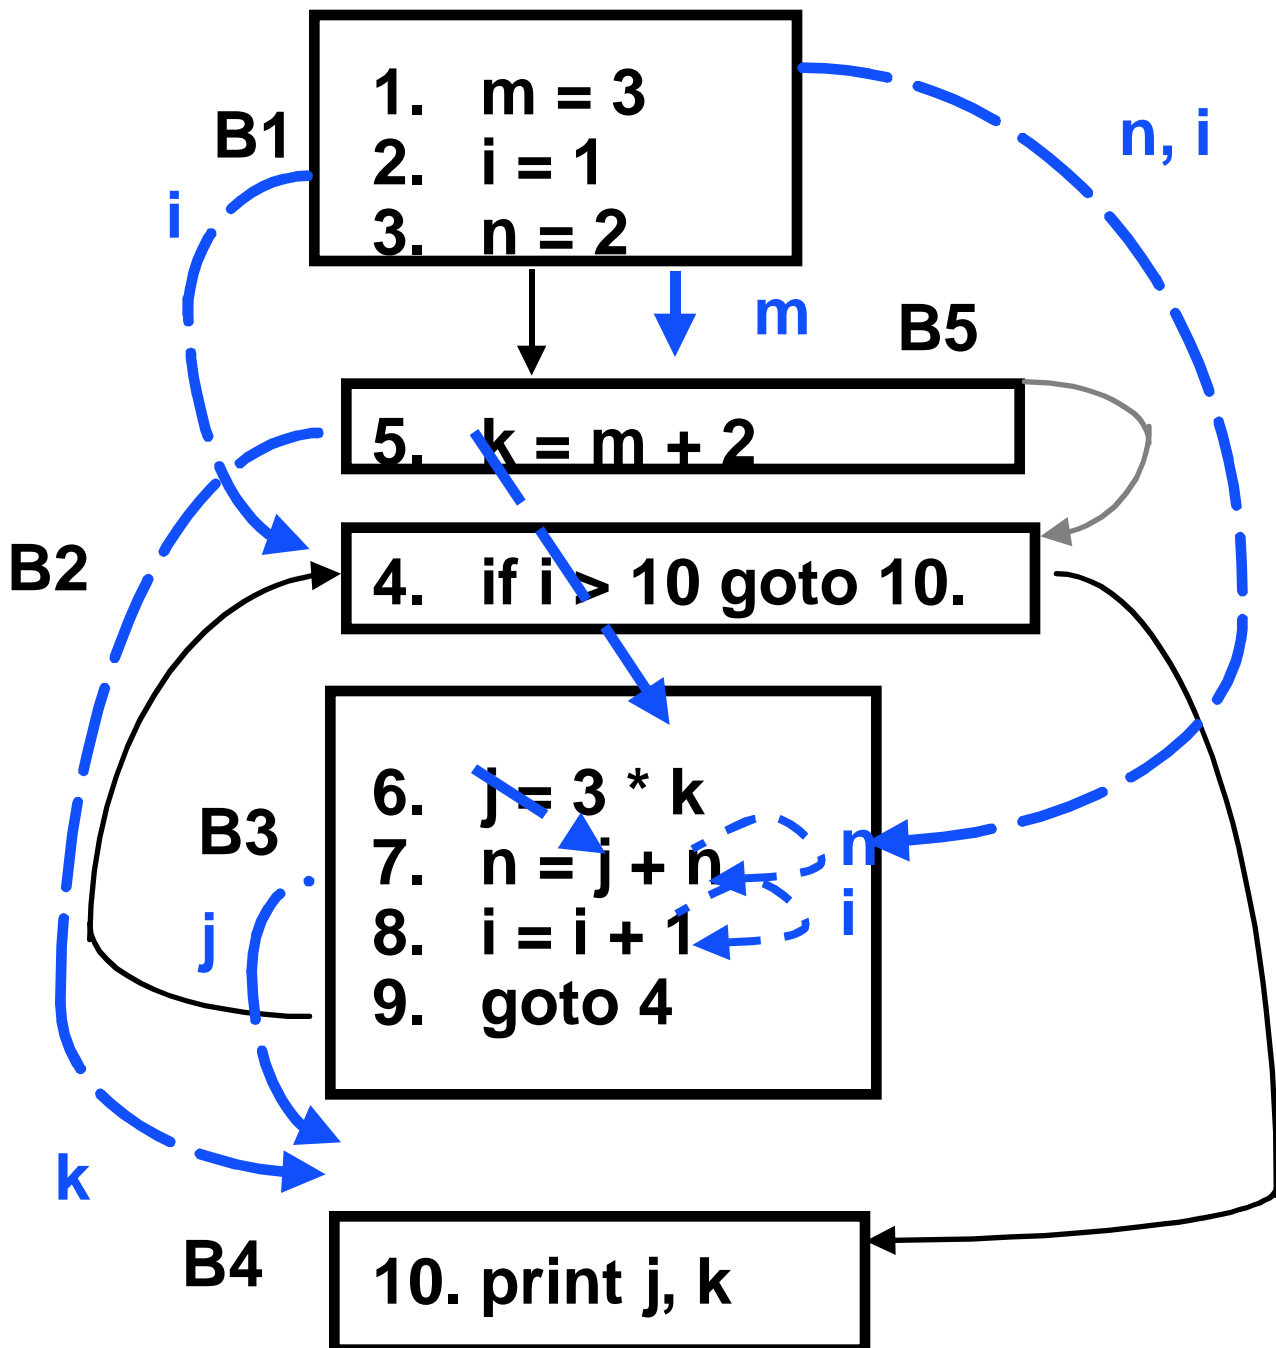 1. m = 3
B1
2. i = 1
3. n = 2
n, i
i
m
B5
5. k = m + 2
B2
4. if i > 10 goto 10.
6. j = 3 * k
B3
7. n = j + n
n
8. i = i + 1
i
j
9. goto 4
k
B4
10. print j, k